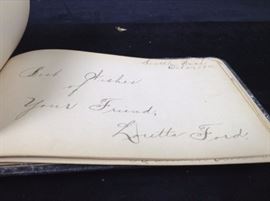 Best Wishes
of
Your Friend,
Loretta Ford.